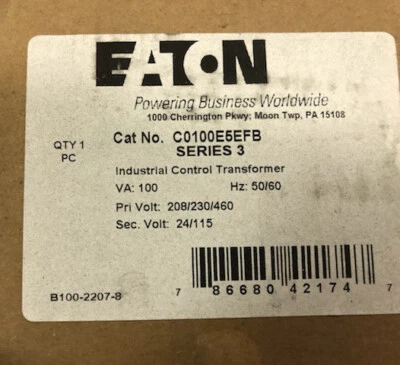 EATON
Powering Business Worldwide
1000 Cherrington Pkwy; Moon Twp, PA 15108
QTY 1
PC
Cat No. C0100E5EFB
SERIES 3
Industrial Control Transformer
VA: 100 Hz: 50/60
Pri Volt: 208/230/460
Sec. Volt: 24/115
B100-2207-8
7 86680 42174 7